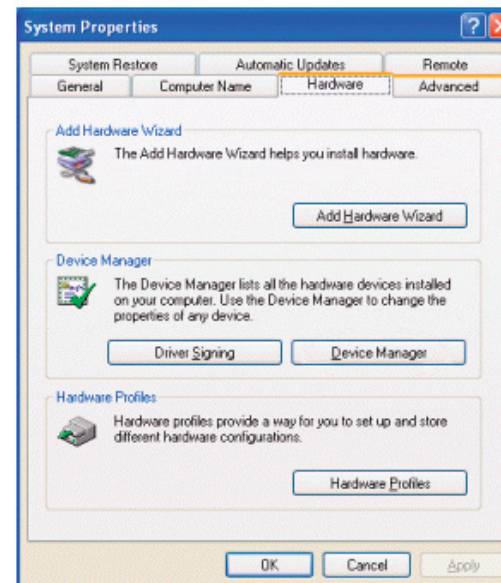 System Properties
System Restore Automatic Updates Remote
General Computer Name Hardware Advanced
Add Hardware Wizard
The Add Hardware Wizard helps you install hardware.
Add Hardware Wizard
Device Manager
The Device Manager lists all the hardware devices installed
on your computer. Use the Device Manager to change the
properties of any device.
Driver Signing Device Manager
Hardware Profiles
Hardware profiles provide a way for you to set up and store
different hardware configurations.
Hardware Profiles
OK Cancel Apply